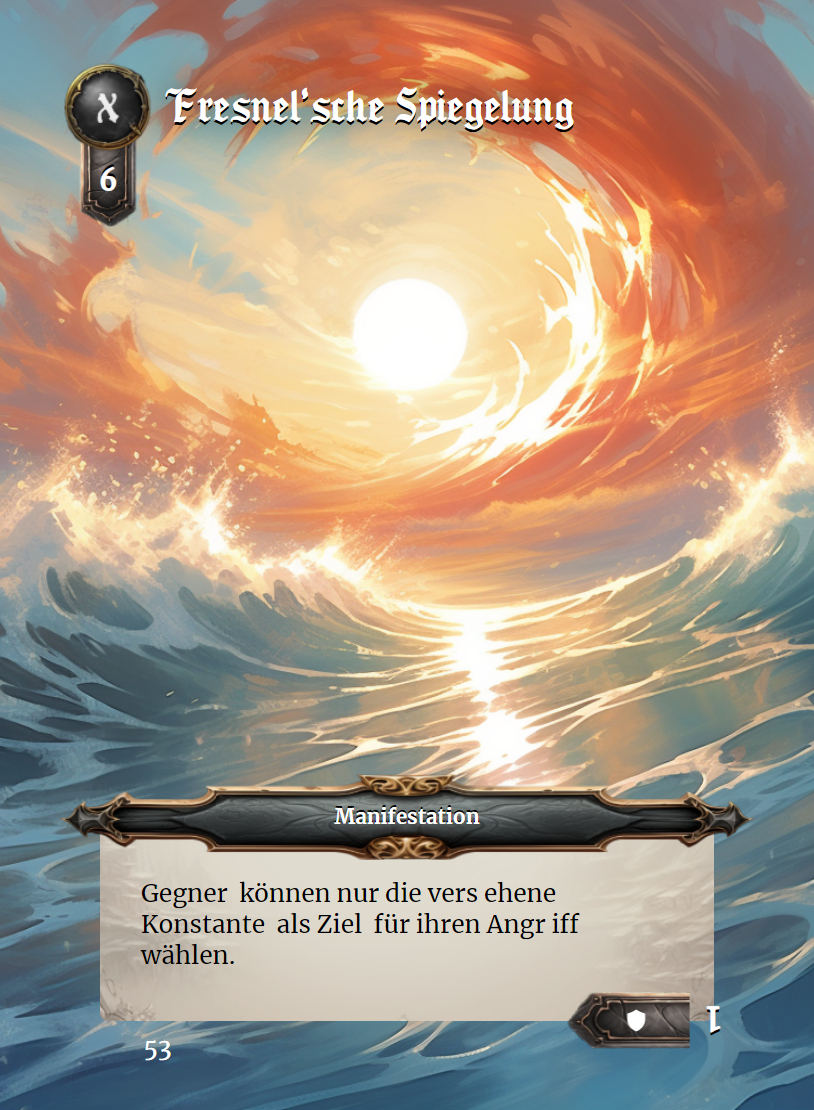 X
Fresnel'sche Spiegelung
6
Manifestation
Gegner können nur die vers ehene
Konstante als Ziel für ihren Angr iff
wählen.
1
53